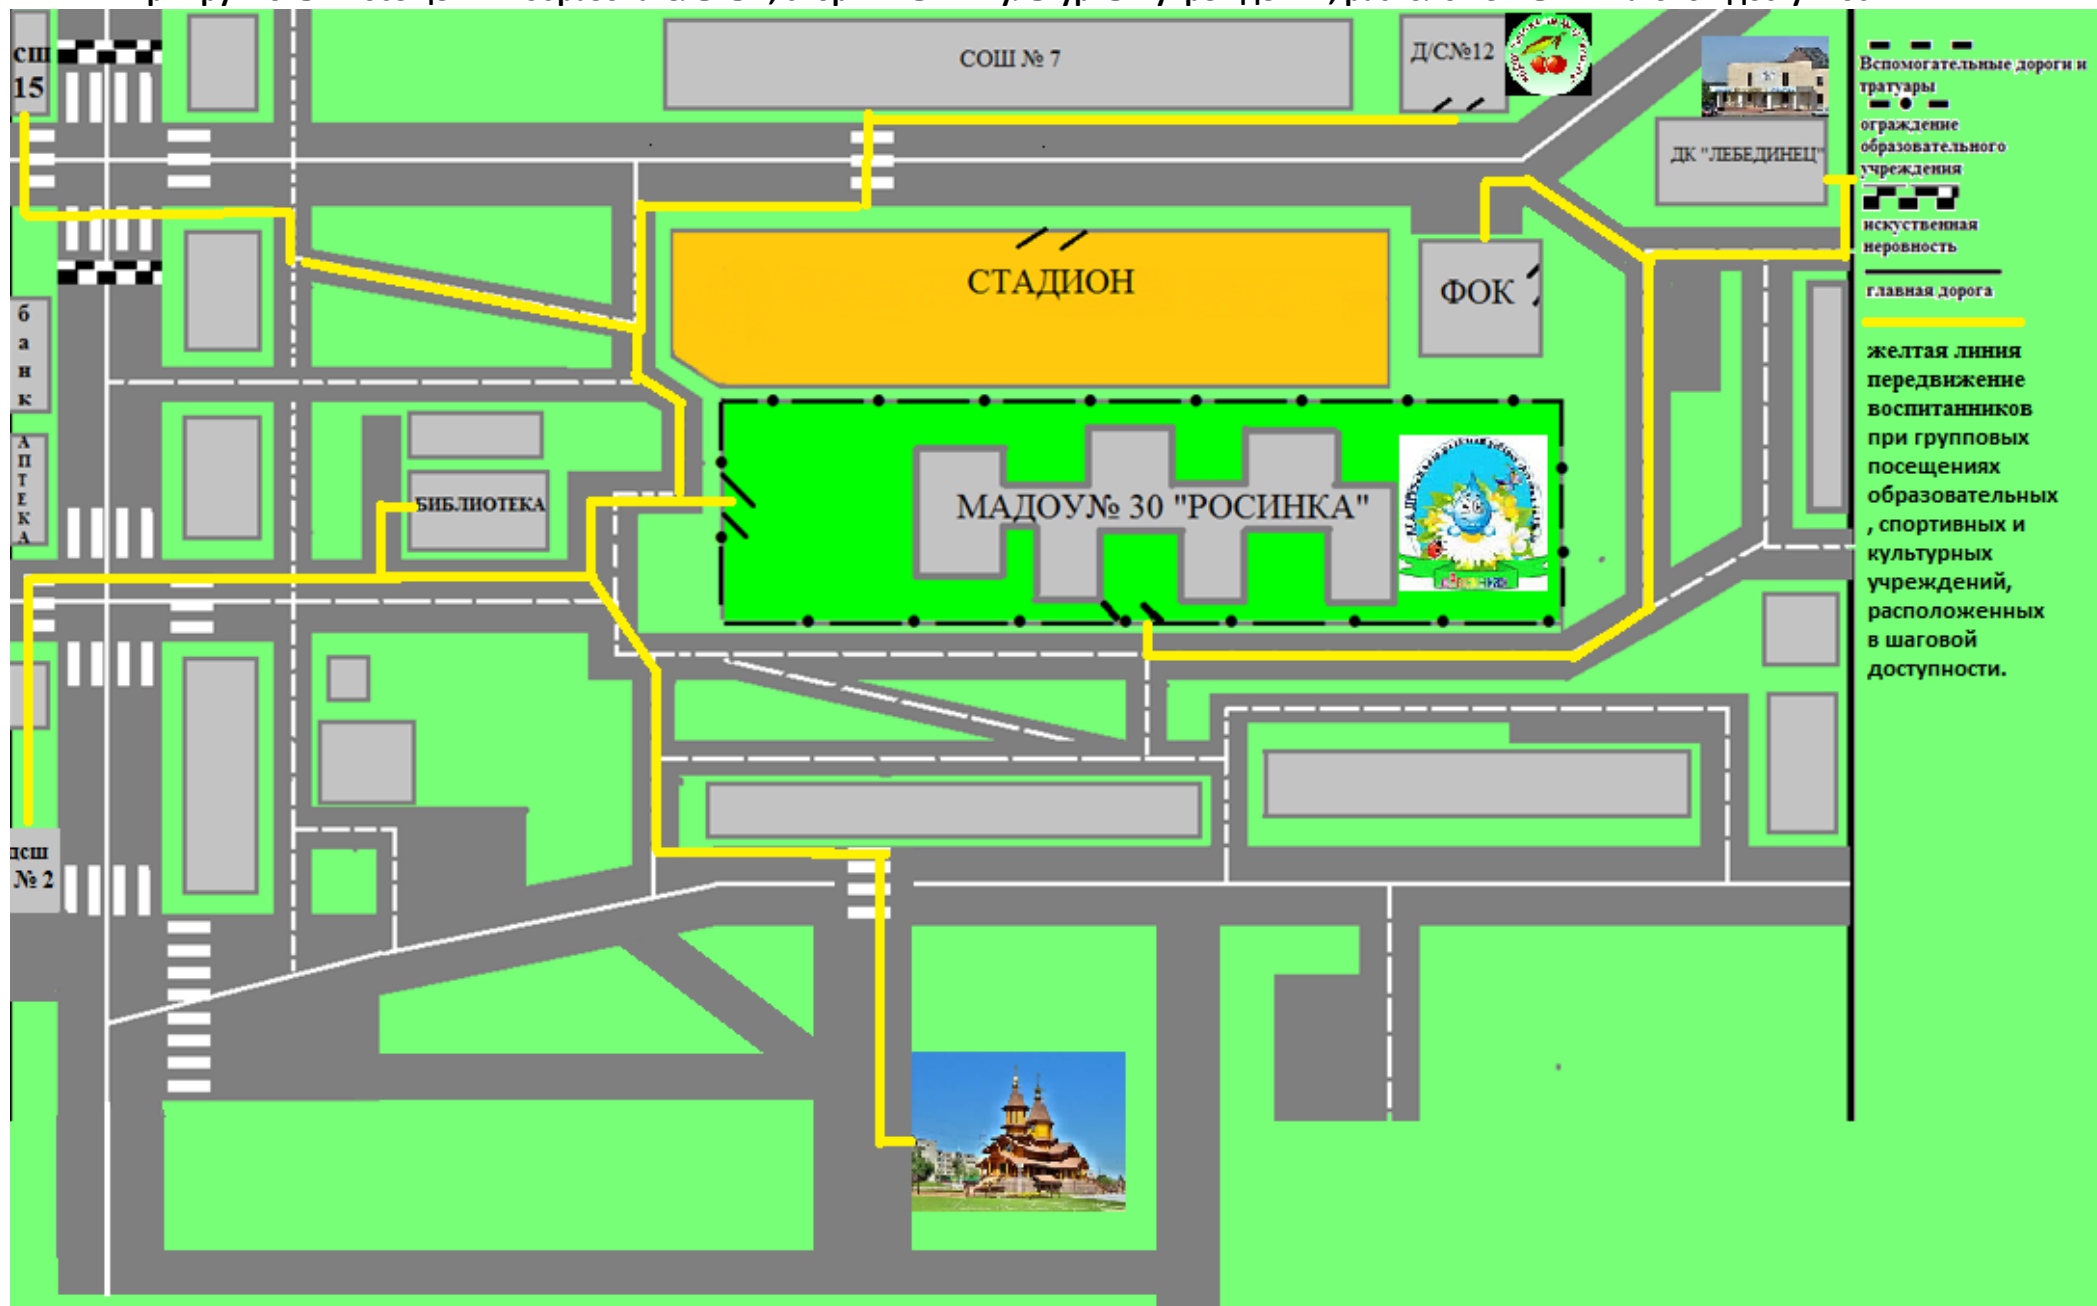 СШ
15
СОШ № 7
Д/С№12
ДК "ЛЕБЕДИНЕЦ"
СТАДИОН
ФОК
б
а
н
к
А
П
Т
Е
К
А
БИБЛИОТЕКА
МАДОУ№ 30 "РОСИНКА"
дсш
№ 2
Вспомогательные дороги и
тратуары
ограждение
образовательного
учреждения
искуственная
неровность
главная дорога
желтая линия
передвижение
воспитанников
при групповых
посещениях
образовательных
, спортивных и
культурных
учреждений,
расположенных
в шаговой
доступности.